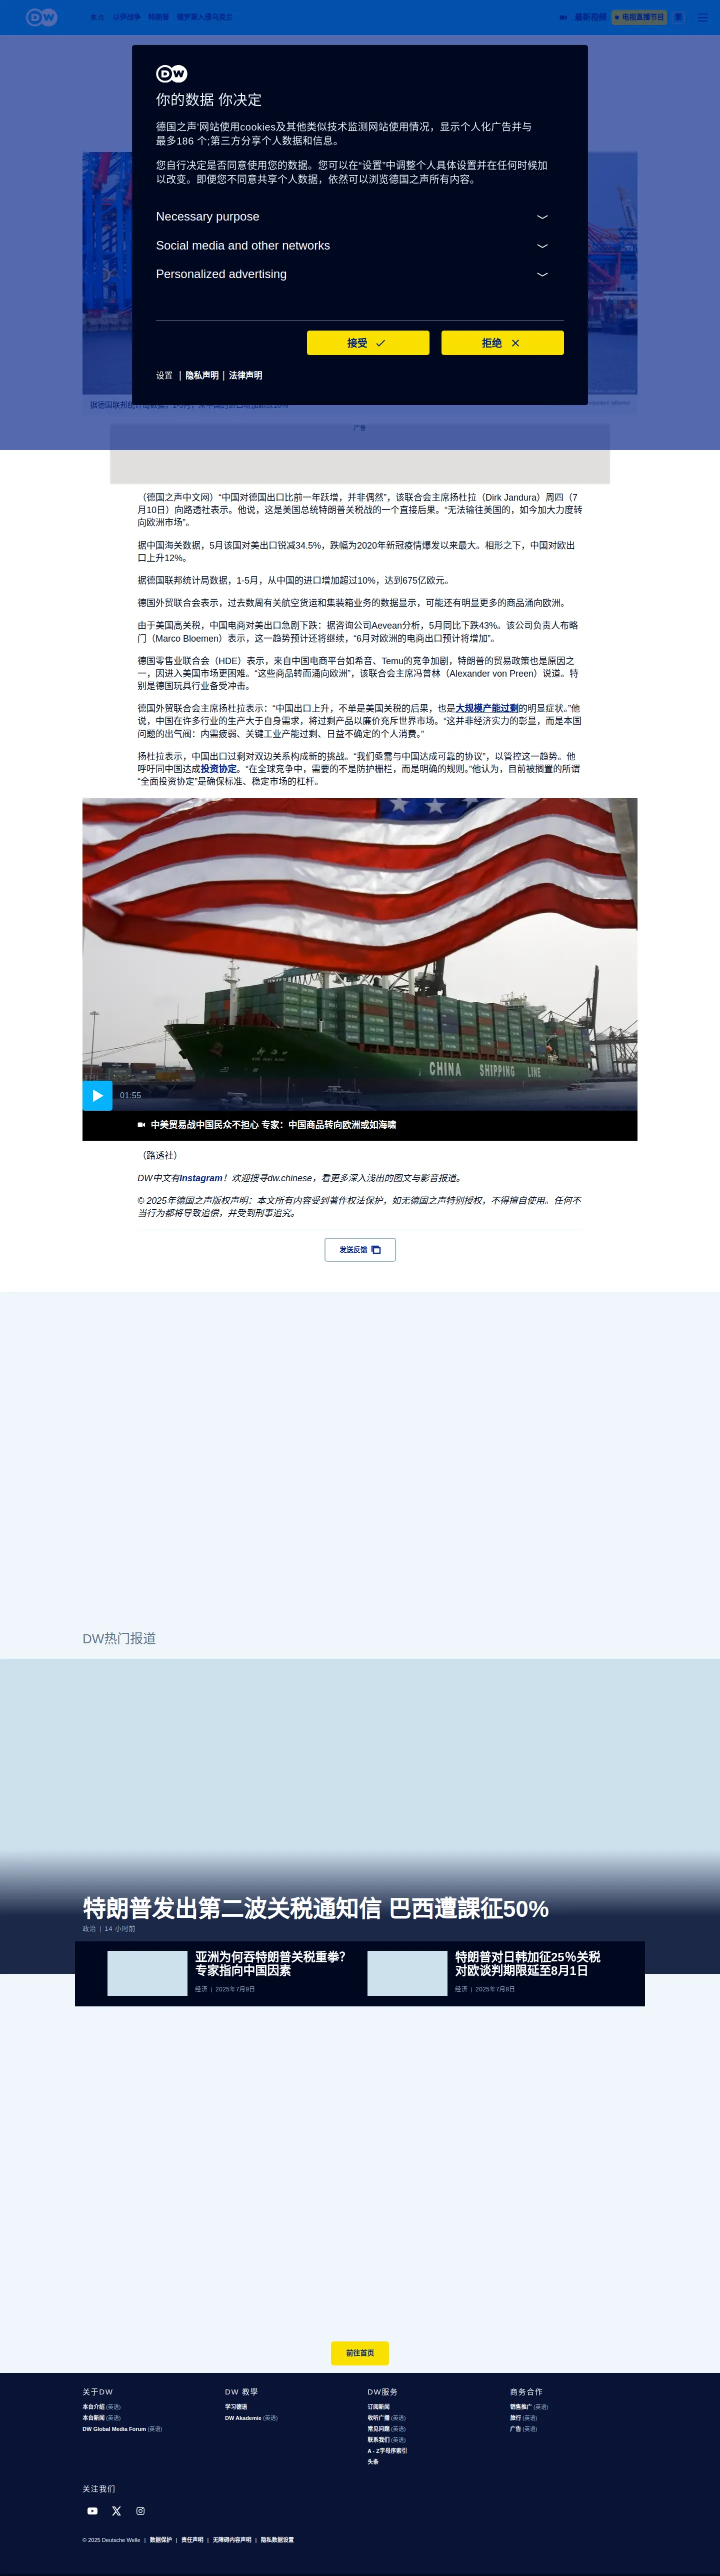 DW
焦点 以伊战争 特朗普 俄罗斯入侵乌克兰
最新视频 电视直播节目 繁
DW
你的数据 你决定
德国之声‘网站使用cookies及其他类似技术监测网站使用情况，显示个人化广告并与
最多186 个;第三方分享个人数据和信息。
您自行决定是否同意使用您的数据。您可以在“设置”中调整个人具体设置并在任何时候加
以改变。即便您不同意共享个人数据，依然可以浏览德国之声所有内容。
Necessary purpose
Social media and other networks
Personalized advertising
接受
拒绝
设置 | 隐私声明 | 法律声明
据德国联邦统计局数据，1-5月，从中国的进口增加超过10%
广告
（德国之声中文网）“中国对德国出口比前一年跃增，并非偶然”，该联合会主席扬杜拉（Dirk Jandura）周四（7
月10日）向路透社表示。他说，这是美国总统特朗普关税战的一个直接后果。“无法输往美国的，如今加大力度转
向欧洲市场”。
据中国海关数据，5月该国对美出口锐减34.5%，跌幅为2020年新冠疫情爆发以来最大。相形之下，中国对欧出
口上升12%。
据德国联邦统计局数据，1-5月，从中国的进口增加超过10%，达到675亿欧元。
德国外贸联合会表示，过去数周有关航空货运和集装箱业务的数据显示，可能还有明显更多的商品涌向欧洲。
由于美国高关税，中国电商对美出口急剧下跌：据咨询公司Aevean分析，5月同比下跌43%。该公司负责人布略
门（Marco Bloemen）表示，这一趋势预计还将继续，“6月对欧洲的电商出口预计将增加”。
德国零售业联合会（HDE）表示，来自中国电商平台如希音、Temu的竞争加剧，特朗普的贸易政策也是原因之
一，因进入美国市场更困难。“这些商品转而涌向欧洲”，该联合会主席冯普林（Alexander von Preen）说道。特
别是德国玩具行业备受冲击。
德国外贸联合会主席扬杜拉表示：“中国出口上升，不单是美国关税的后果，也是大规模产能过剩的明显症状。”他
说，中国在许多行业的生产大于自身需求，将过剩产品以廉价充斥世界市场。“这并非经济实力的彰显，而是本国
问题的出气阀：内需疲弱、关键工业产能过剩、日益不确定的个人消费。”
扬杜拉表示，中国出口过剩对双边关系构成新的挑战。“我们亟需与中国达成可靠的协议”，以管控这一趋势。他
呼吁同中国达成投资协定。“在全球竞争中，需要的不是防护栅栏，而是明确的规则。”他认为，目前被搁置的所谓
“全面投资协定”是确保标准、稳定市场的杠杆。
CHINA SHIPPING LINE
01:55
中美贸易战中国民众不担心 专家：中国商品转向欧洲或如海啸
（路透社）
DW中文有Instagram！欢迎搜寻dw.chinese，看更多深入浅出的图文与影音报道。
© 2025年德国之声版权声明：本文所有内容受到著作权法保护，如无德国之声特别授权，不得擅自使用。任何不
当行为都将导致追偿，并受到刑事追究。
发送反馈
DW热门报道
特朗普发出第二波关税通知信 巴西遭課征50%
政治 | 14 小时前
亚洲为何吞特朗普关税重拳？
专家指向中国因素
经济 | 2025年7月9日
特朗普对日韩加征25％关税
对欧谈判期限延至8月1日
经济 | 2025年7月8日
前往首页
关于DW
本台介绍 (英语)
本台新闻 (英语)
DW Global Media Forum (英语)
DW 教學
学习德语
DW Akademie (英语)
DW服务
订阅新闻
收听广播 (英语)
常见问题 (英语)
联系我们 (英语)
A - Z字母序索引
头条
商务合作
销售推广 (英语)
旅行 (英语)
广告 (英语)
关注我们
© 2025 Deutsche Welle | 数据保护 | 责任声明 | 无障碍内容声明 | 隐私数据设置